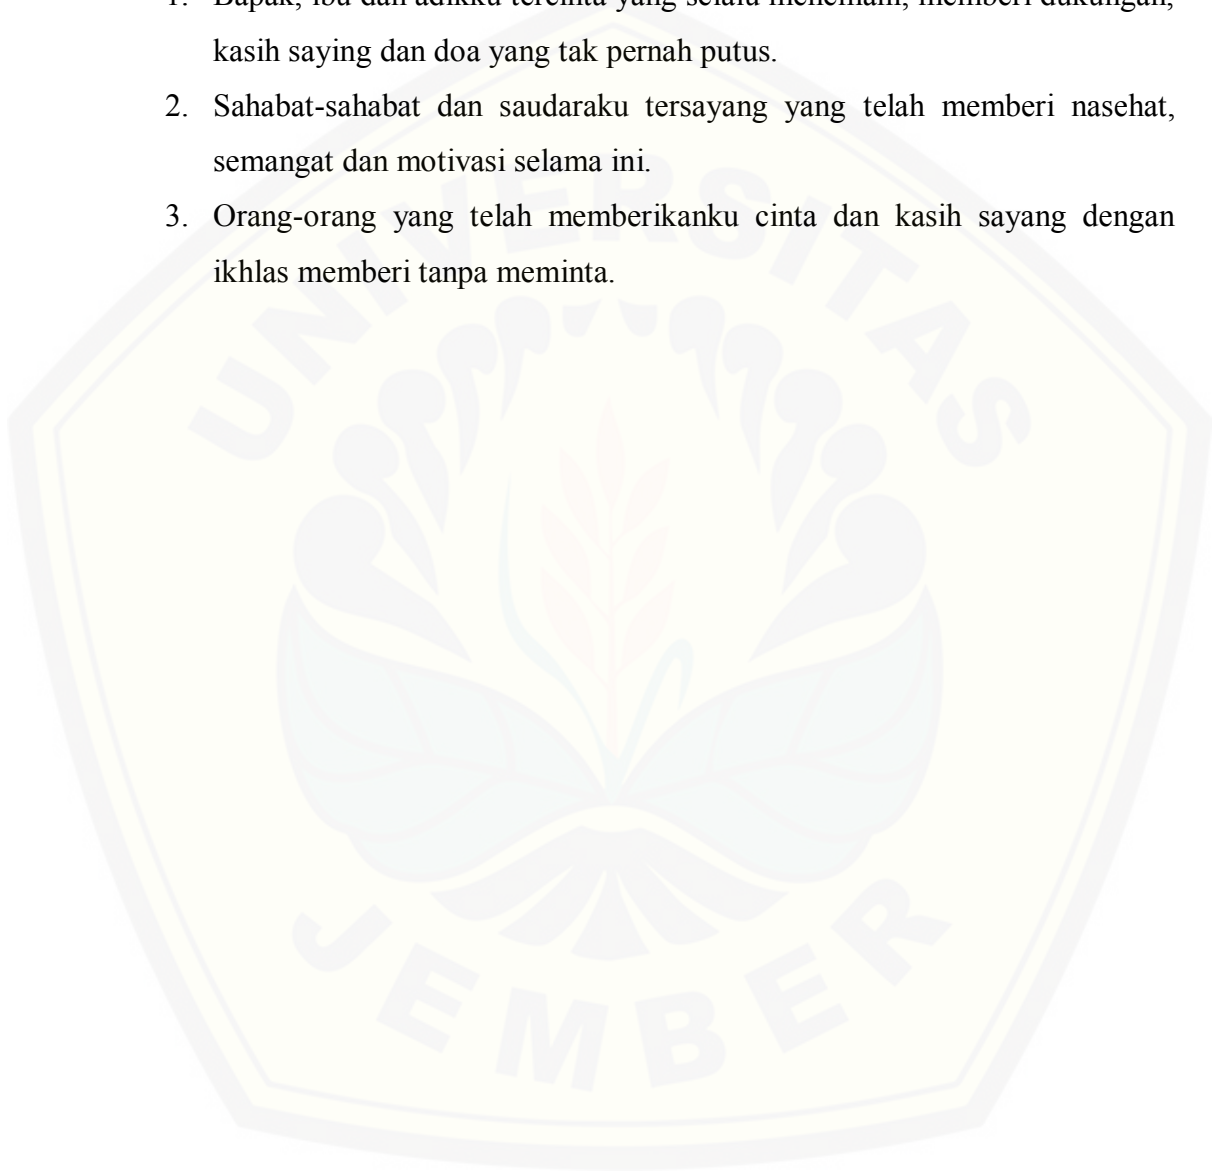 1. Bapak, ibu dan adikku tercinta yang selalu menemani, memberi dukungan,
kasih saying dan doa yang tak pernah putus.
2. Sahabat-sahabat dan saudaraku tersayang yang telah memberi nasehat,
semangat dan motivasi selama ini.
3. Orang-orang yang telah memberikanku cinta dan kasih sayang dengan
ikhlas memberi tanpa meminta.
UNIVERSITAS
JEMBER